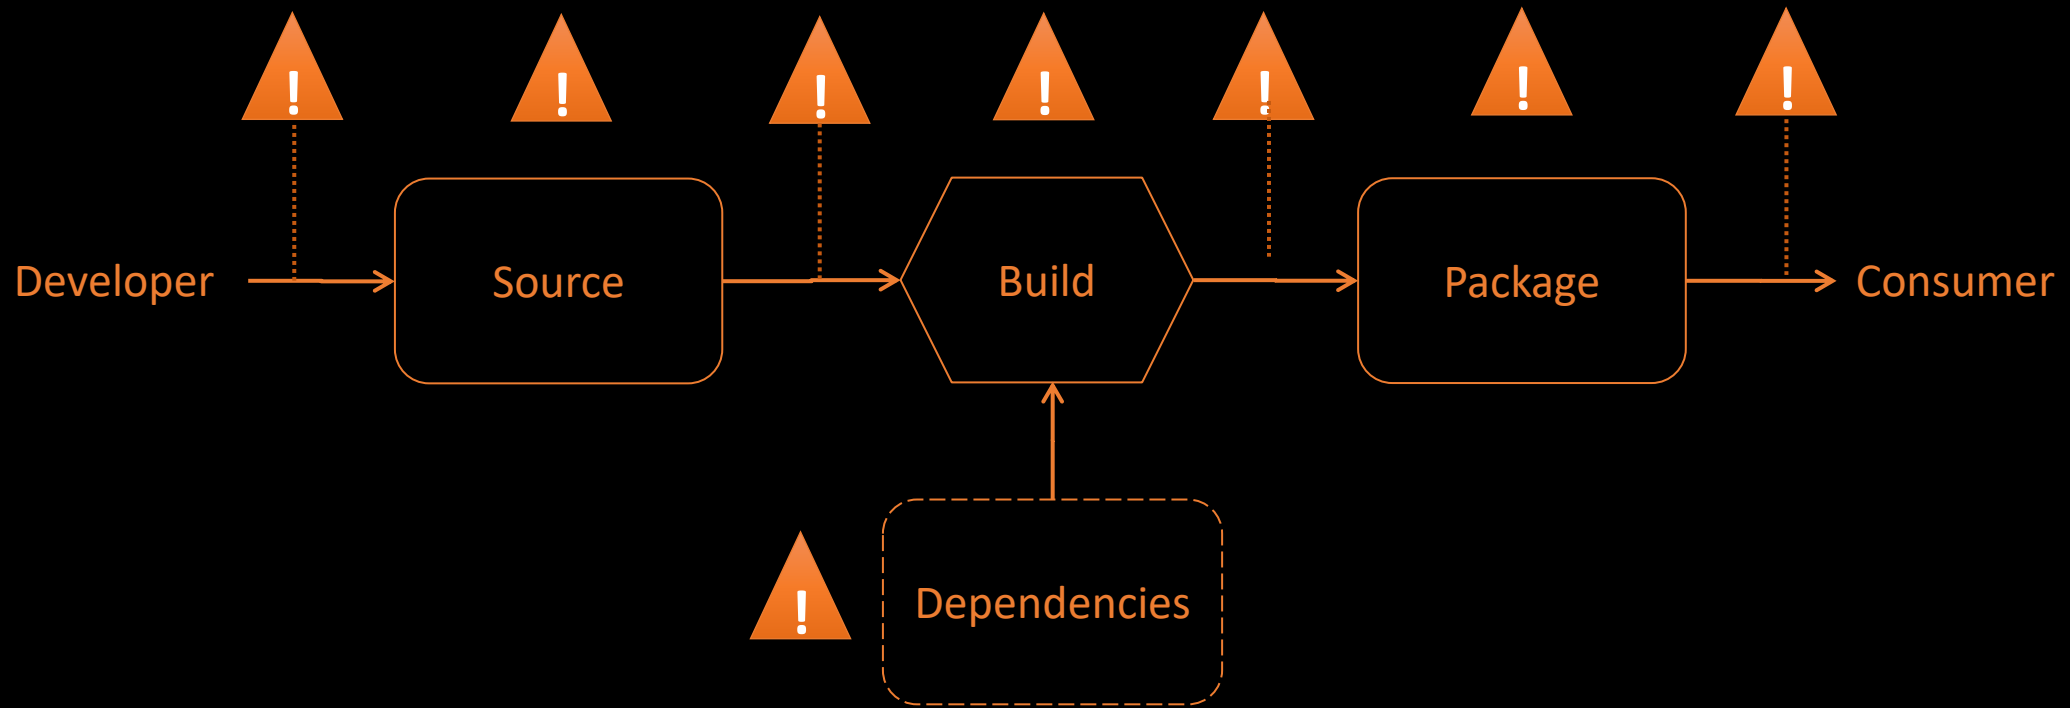 ! ! ! ! ! ! !
Developer Source Build Package Consumer
! Dependencies